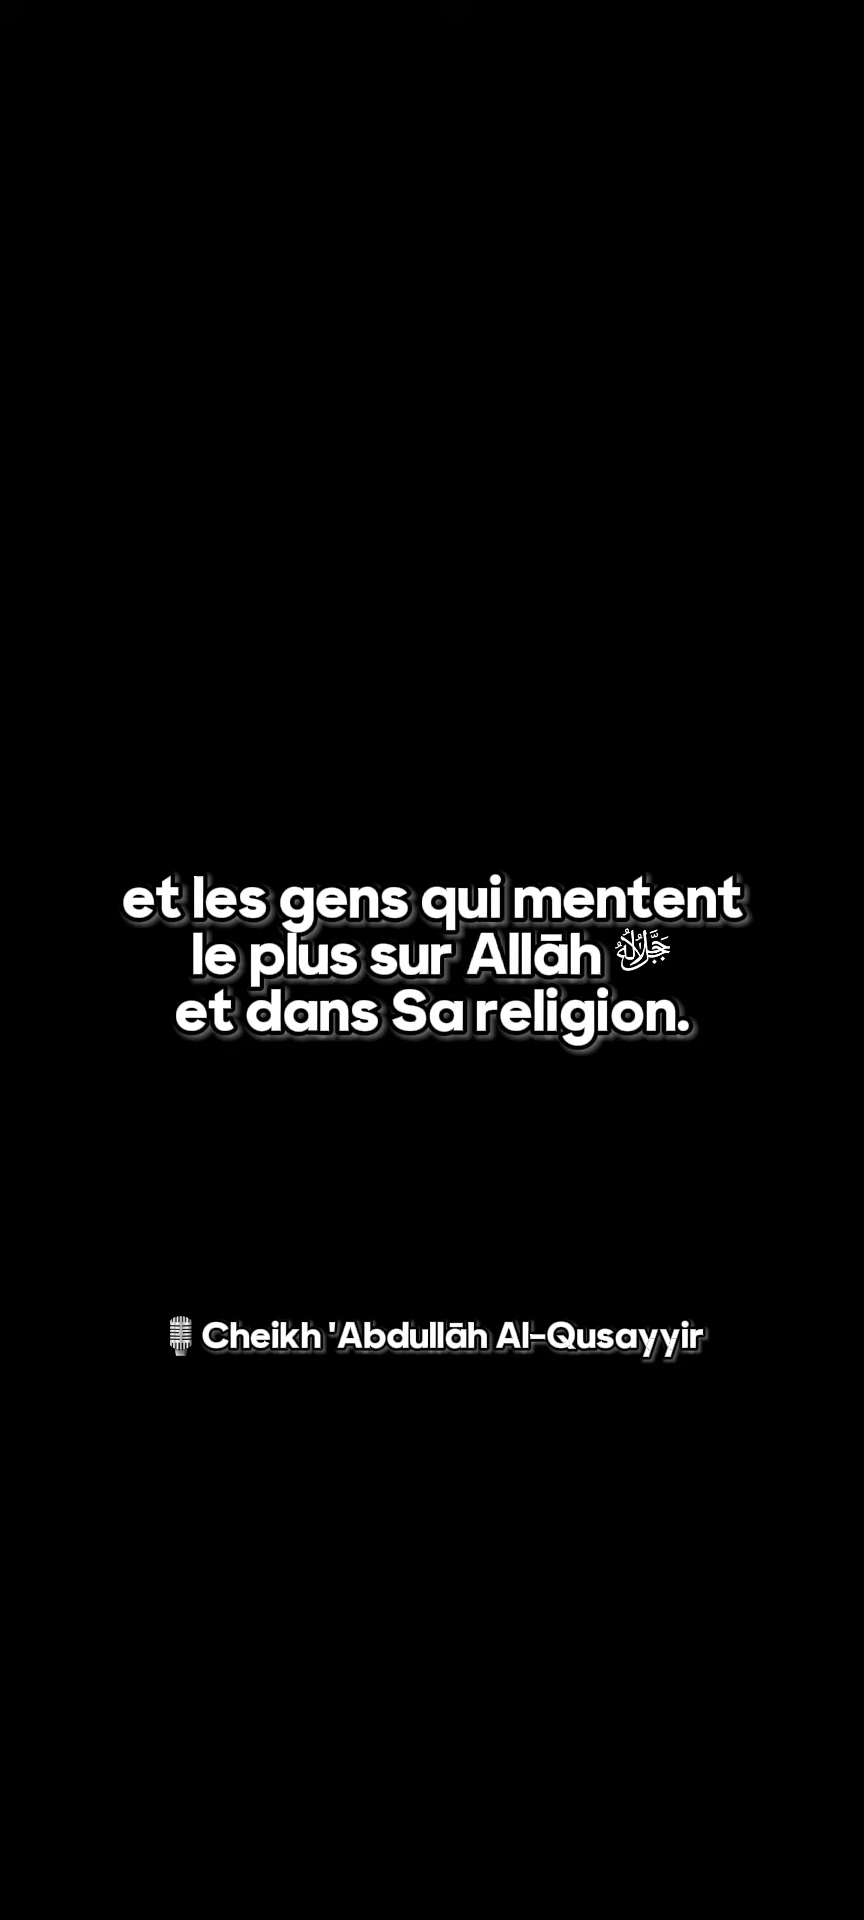 et les gens qui mentent
le plus sur Allāh ﷻ
et dans Sa religion.
🎙Cheikh 'Abdullāh Al-Qusayyir